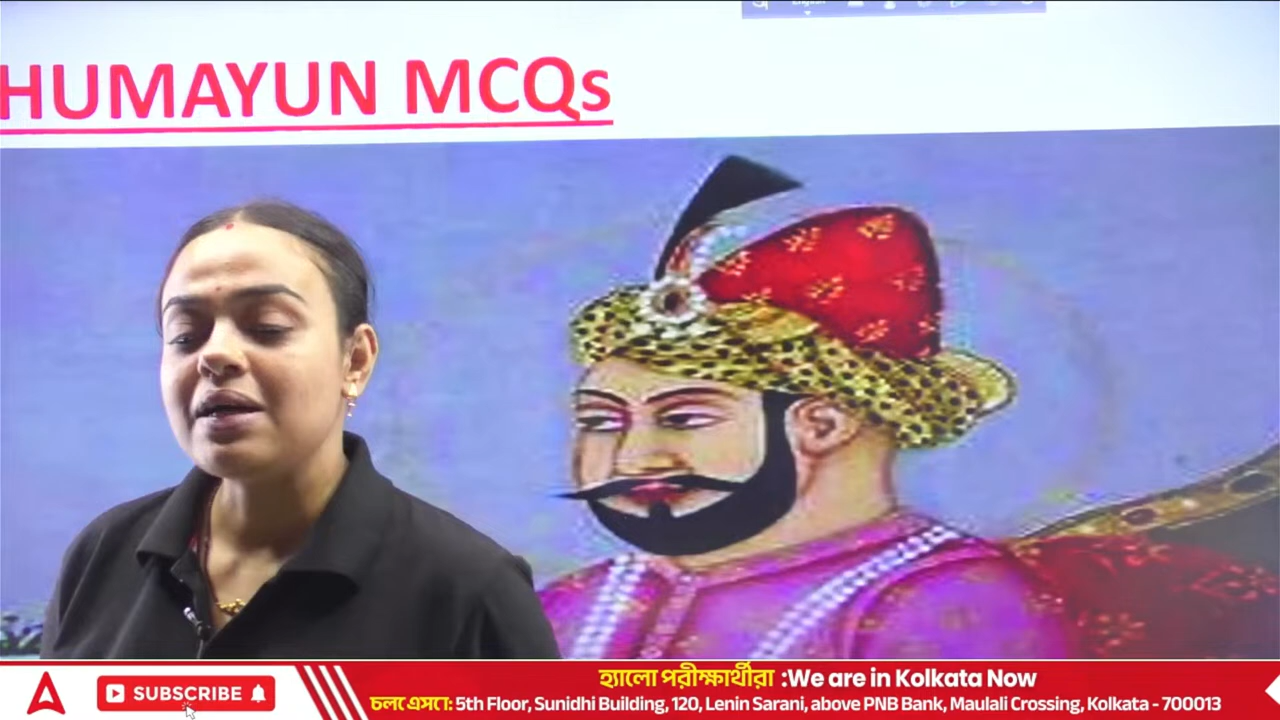 HUMAYUN MCQs
SUBSCRIBE
হ্যালো পরীক্ষার্থীরা :We are in Kolkata Now
চলে এসো: 5th Floor, Sunidhi Building, 120, Lenin Sarani, above PNB Bank, Maulali Crossing, Kolkata - 700013